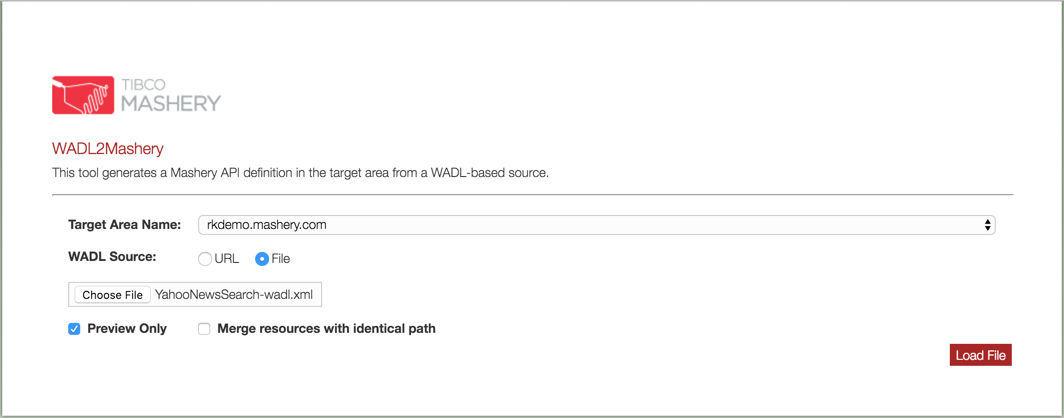 TIBCO
MASHERY
WADL2Mashery
This tool generates a Mashery API definition in the target area from a WADL-based source.
Target Area Name: rkdemo.mashery.com
WADL Source: URL File
Choose File YahooNewsSearch-wadl.xml
Preview Only Merge resources with identical path
Load File